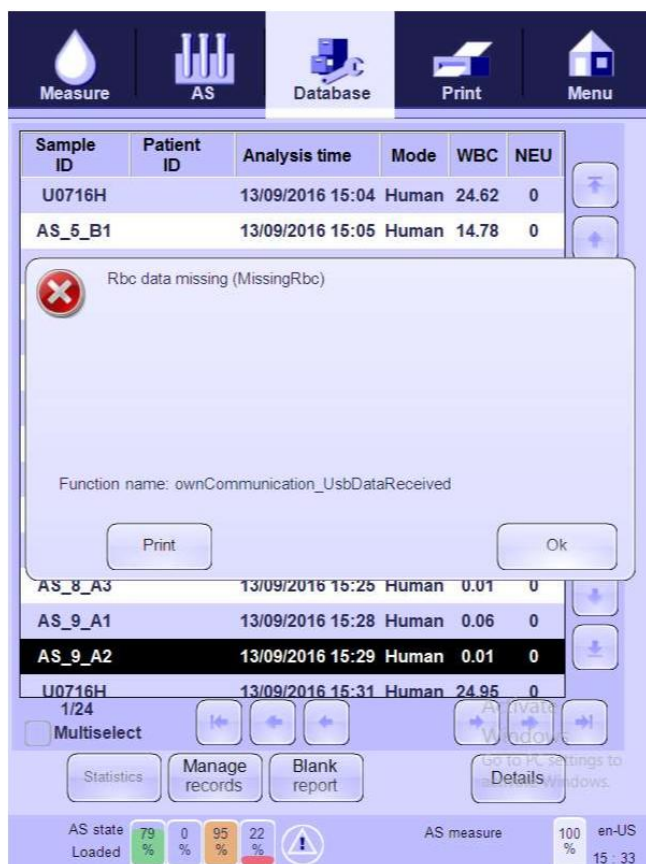 Measure AS Database Print Menu
Sample ID Patient ID Analysis time Mode WBC NEU
U0716H 13/09/2016 15:04 Human 24.62 0
AS_5_B1 13/09/2016 15:05 Human 14.78 0
Rbc data missing (MissingRbc)
Function name: ownCommunication_UsbDataReceived
Print Ok
AS_8_A3 13/09/2016 15:25 Human 0.01 0
AS_9_A1 13/09/2016 15:28 Human 0.06 0
AS_9_A2 13/09/2016 15:29 Human 0.01 0
U0716H 13/09/2016 15:31 Human 24.95 0
1/24
Multiselect
Activate Windows
Go to PC settings to activate Windows.
Statistics Manage records Blank report Details
AS state 79 % 0 % 95 % 22 % AS measure 100 % en-US
Loaded 15 : 33